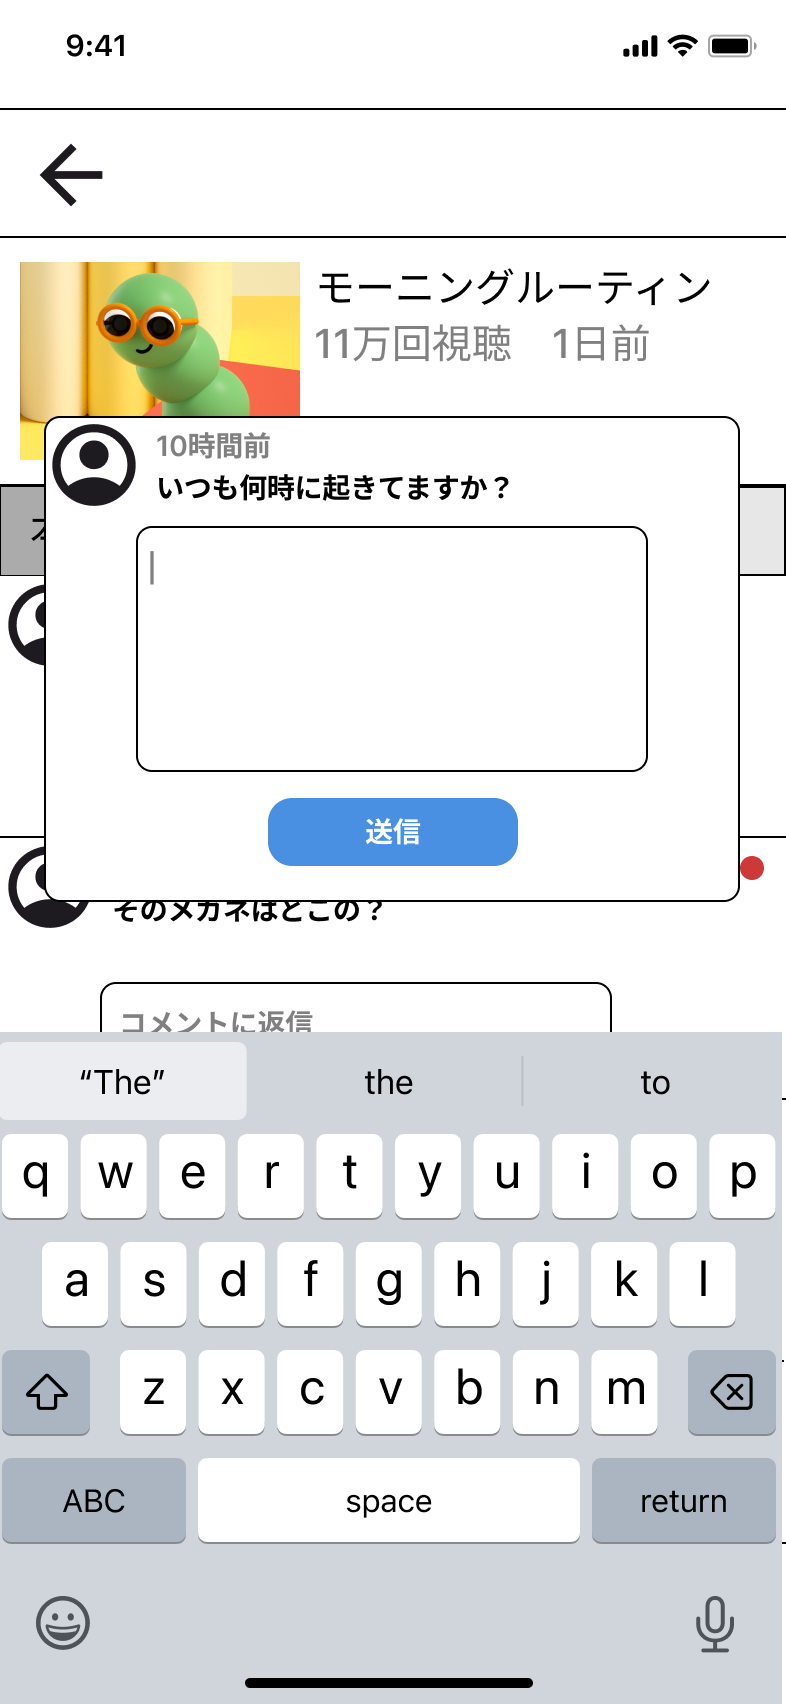 9:41
モーニングルーティン
11万回視聴　1日前
10時間前
いつも何時に起きてますか？
送信
そのメガネはどこの？
コメントに返信
“The” the to
q w e r t y u i o p
a s d f g h j k l
z x c v b n m
ABC space return